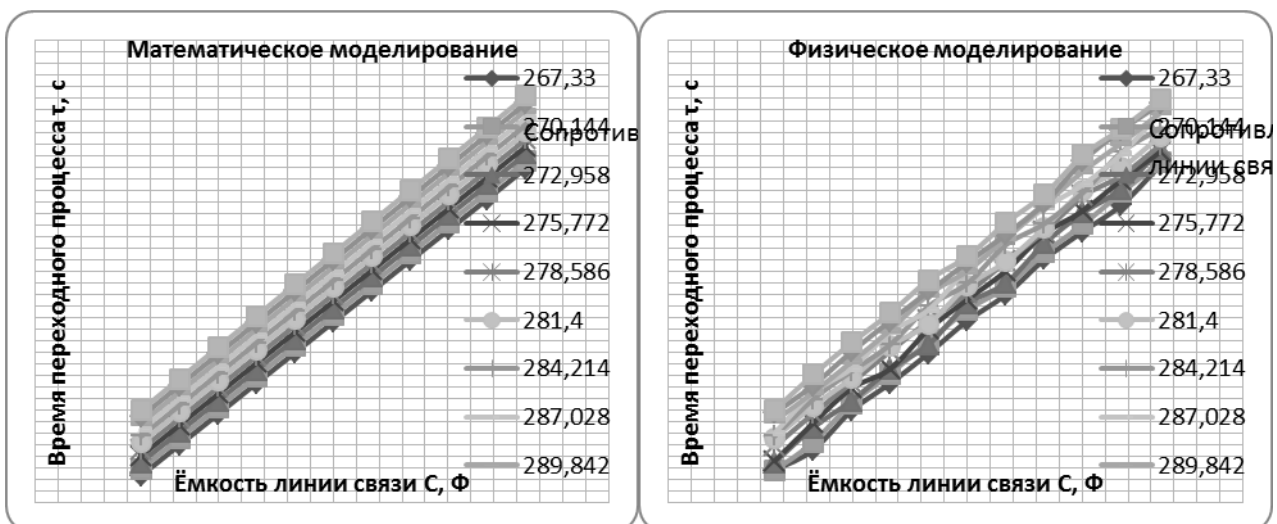 Математическое моделирование
Время переходного процесса τ, с
Ёмкость линии связи С, Ф
Сопротив
267,33
270,144
272,958
275,772
278,586
281,4
284,214
287,028
289,842
Физическое моделирование
Время переходного процесса τ, с
Ёмкость линии связи С, Ф
Сопротивл
линии свя
267,33
270,144
272,958
275,772
278,586
281,4
284,214
287,028
289,842